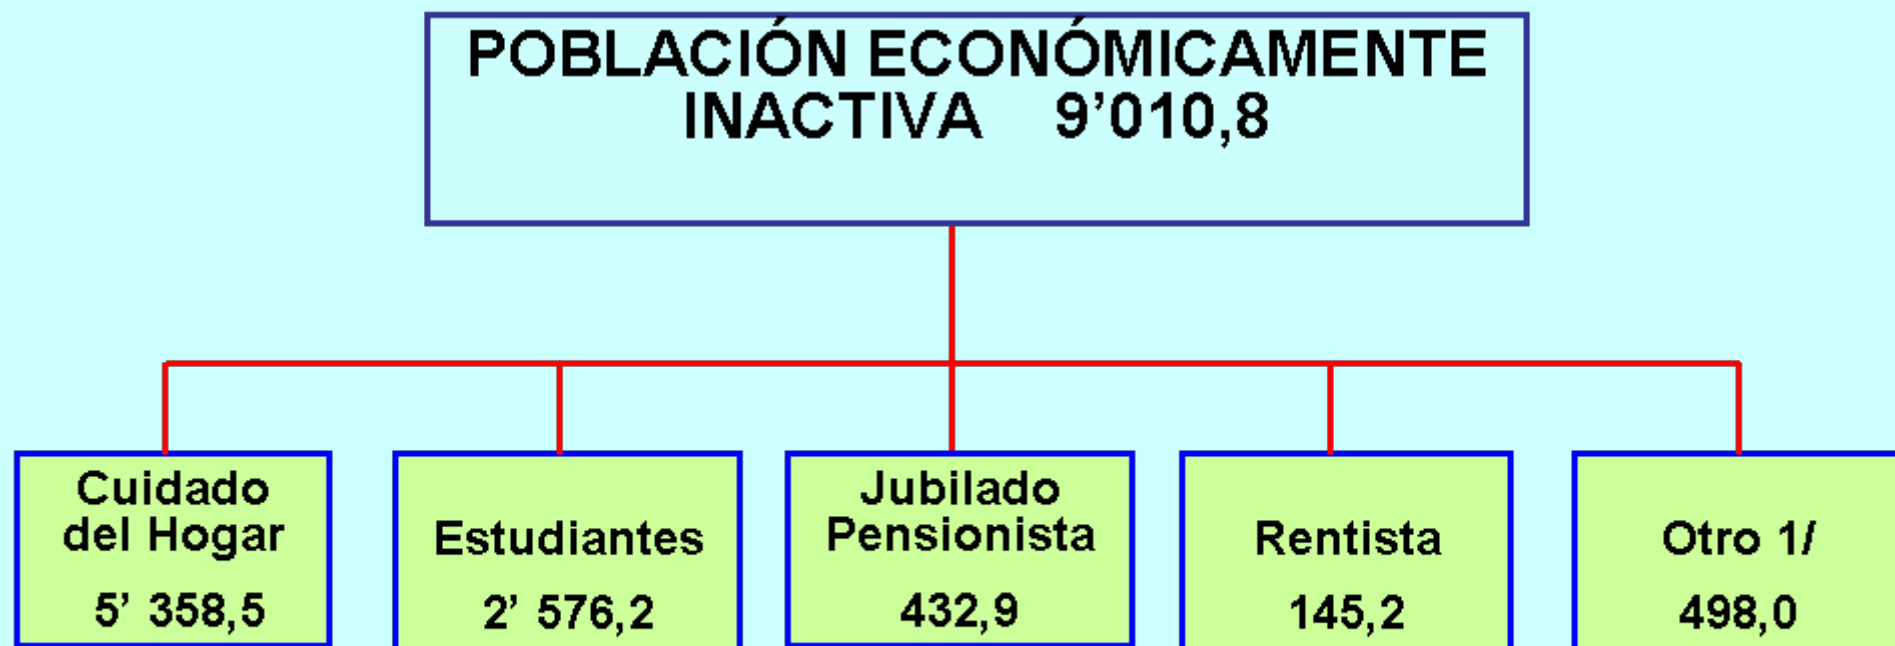 POBLACIÓN ECONÓMICAMENTE
INACTIVA 9’010,8
Cuidado
del Hogar
5’ 358,5
Estudiantes
2’ 576,2
Jubilado
Pensionista
432,9
Rentista
145,2
Otro 1/
498,0